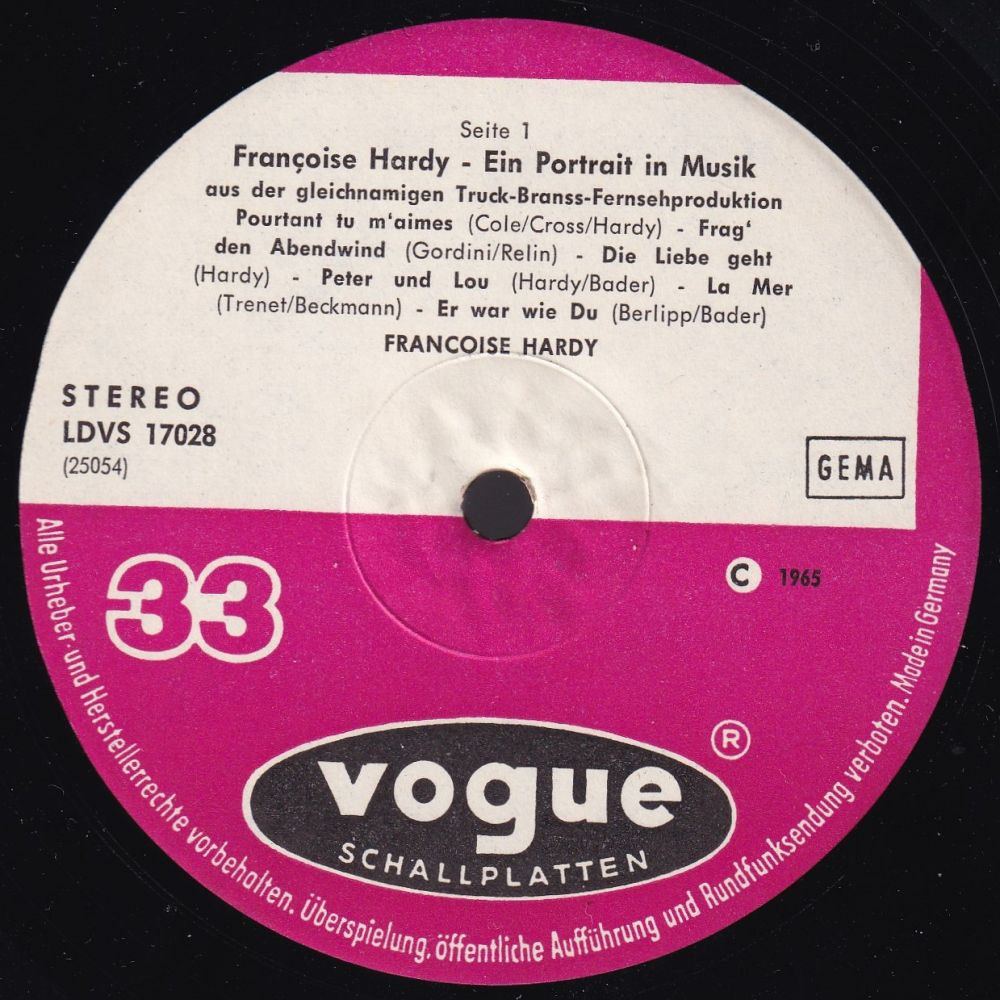 Seite 1
Françoise Hardy - Ein Portrait in Musik
aus der gleichnamigen Truck-Branss-Fernsehproduktion
Pourtant tu m'aimes (Cole/Cross/Hardy) - Frag'
den Abendwind (Gordini/Relin) - Die Liebe geht
(Hardy) - Peter und Lou (Hardy/Bader) - La Mer
(Trenet/Beckmann) - Er war wie Du (Berlipp/Bader)
FRANCOISE HARDY
STEREO
LDVS 17028
(25054)
GEMA
33
C 1965
®
vogue
SCHALLPLATTEN
Alle Urheber- und Herstellerrechte vorbehalten. Überspielung, öffentliche Aufführung und Rundfunksendung verboten. Made in Germany